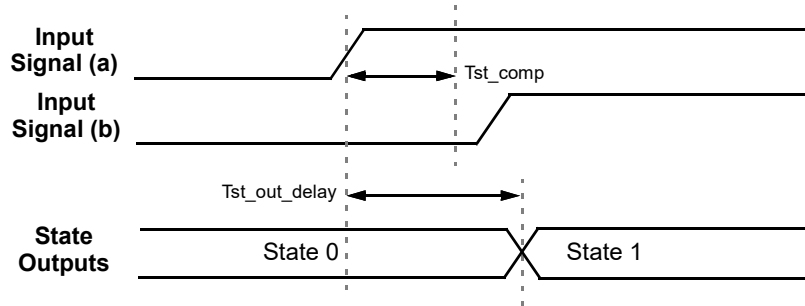 Input
Signal (a)
Tst_comp
Input
Signal (b)
Tst_out_delay
State
Outputs
State 0
State 1